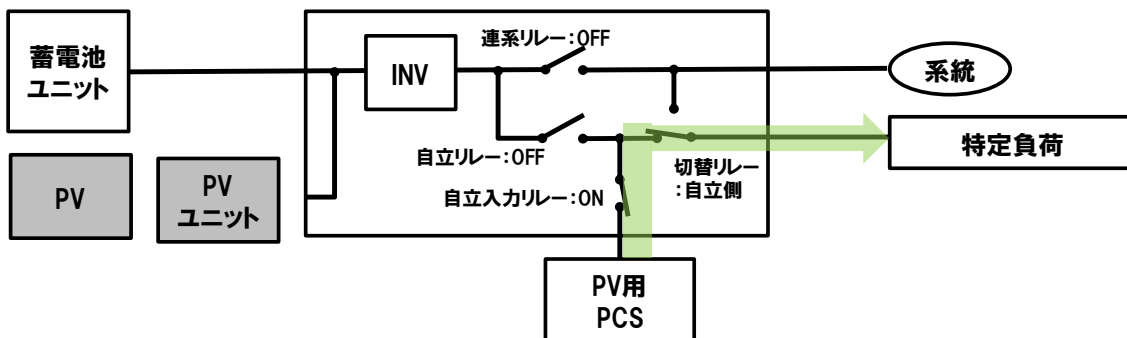 蓄電池
ユニット
PV
PV
ユニット
INV
連系リレー:OFF
自立リレー:OFF
自立入力リレー:ON
切替リレー
:自立側
系統
特定負荷
PV用
PCS